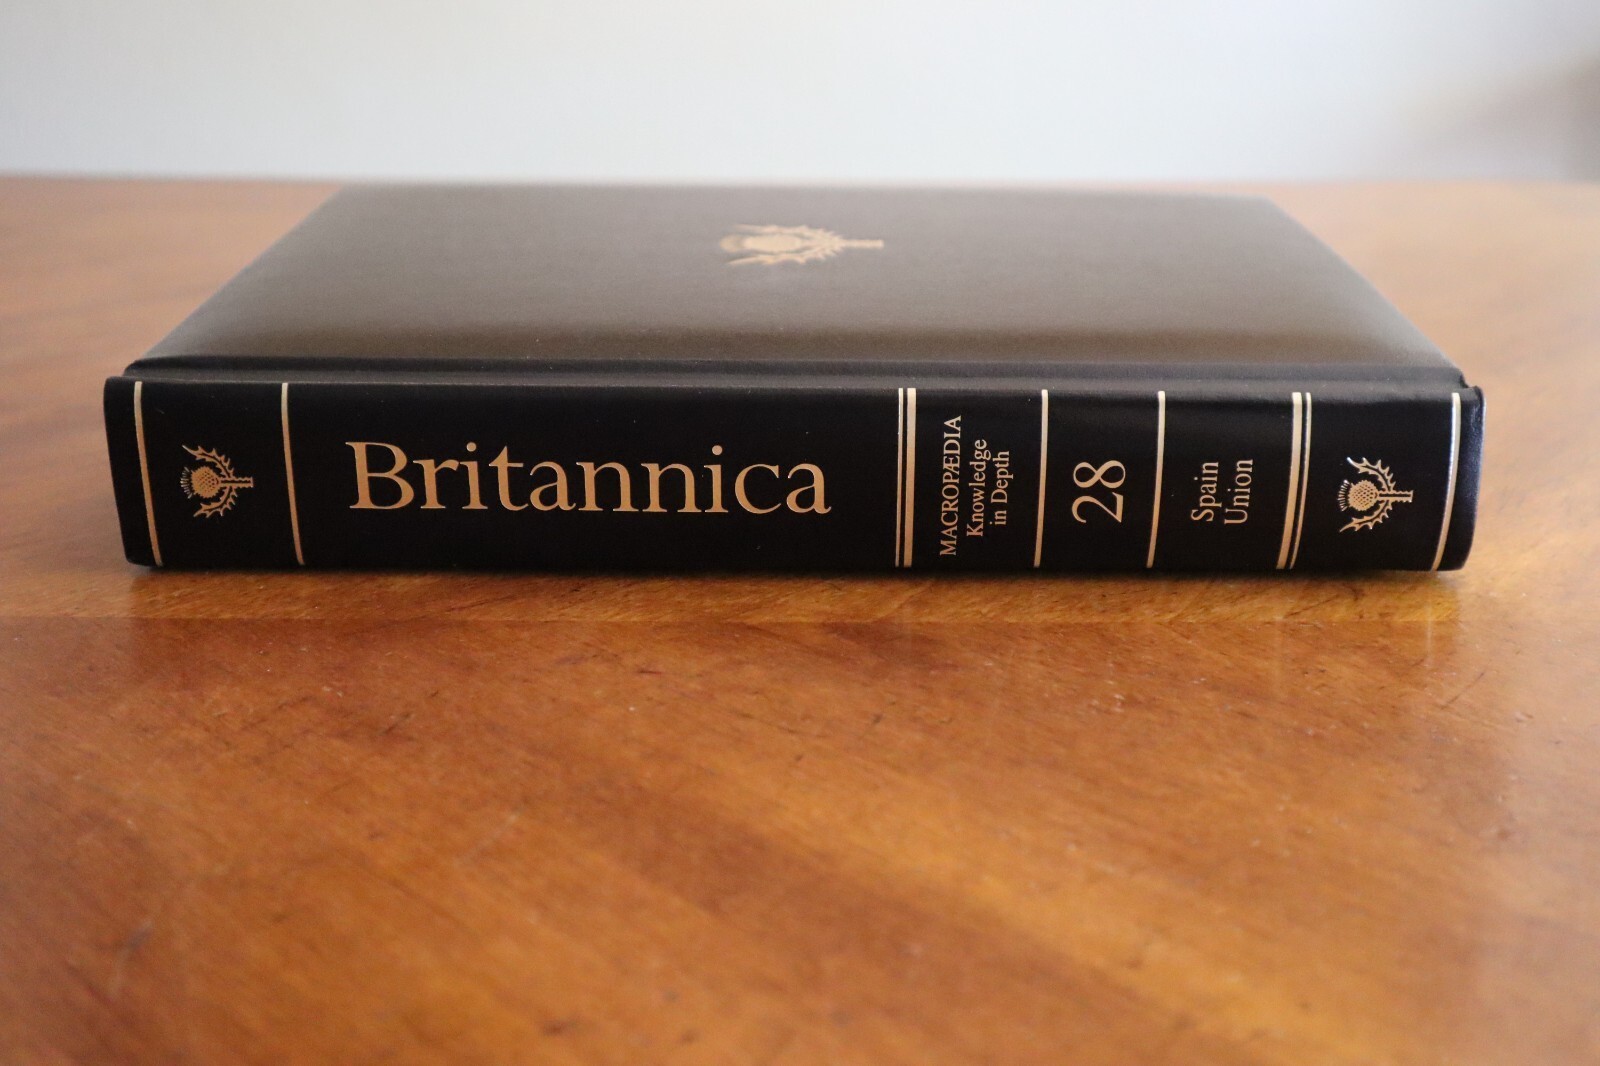 Britannica
MACROPÆDIA
Knowledge
in Depth
28
Spain
Union